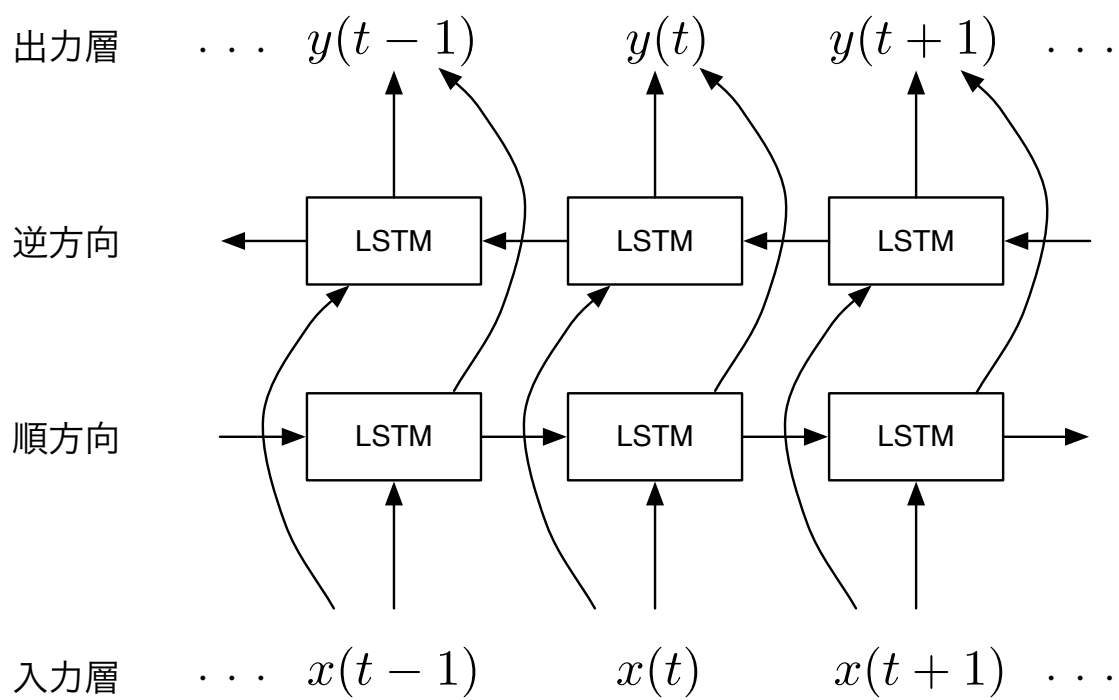 出力層 · · · y(t − 1) y(t) y(t + 1) · · ·
逆方向 LSTM LSTM LSTM
順方向 LSTM LSTM LSTM
入力層 · · · x(t − 1) x(t) x(t + 1) · · ·